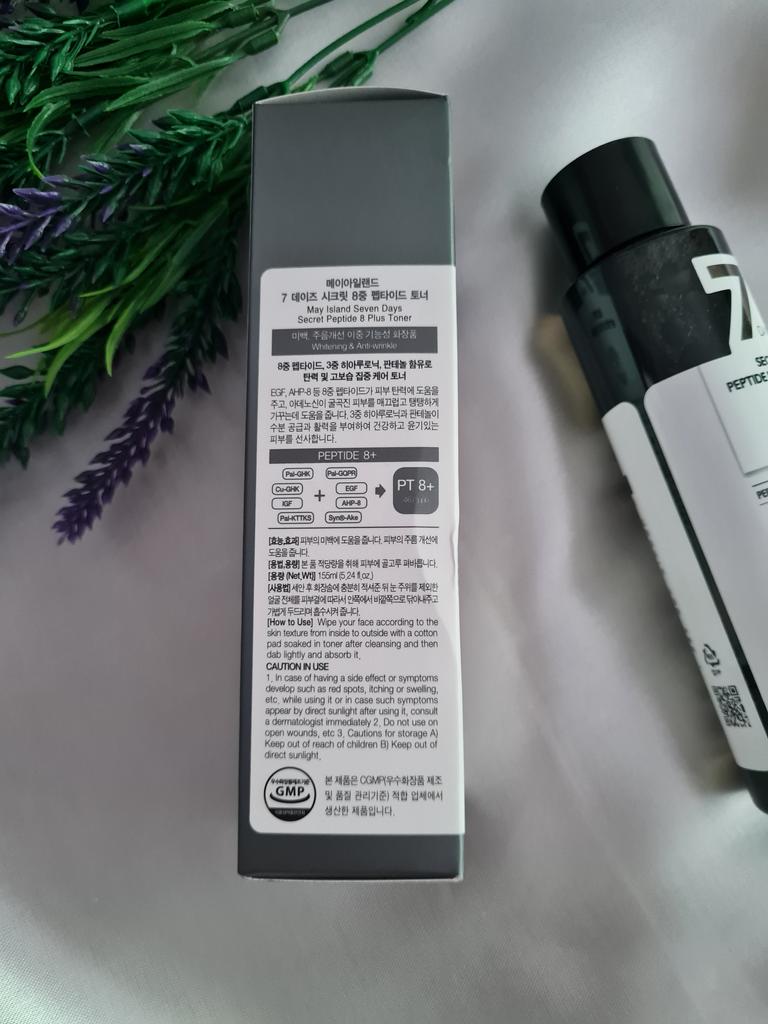 메이아일랜드
7 데이즈 시크릿 8중 펩타이드 토너
May Island Seven Days
Secret Peptide 8 Plus Toner
미백, 주름개선 이중 기능성 화장품
Whitening & Anti-wrinkle
8중 펩타이드, 3중 히아루로닉, 판테놀 함유로
탄력 및 고보습 집중 케어 토너
EGF, AHP-8 등 8중 펩타이드가 피부 탄력에 도움을
주고, 아데노신이 굴곡진 피부를 매끄럽고 탱탱하게
가꾸는데 도움을 줍니다. 3중 히아루로닉과 판테놀이
수분 공급과 활력을 부여하여 건강하고 윤기있는
피부를 선사합니다.
PEPTIDE 8+
Pal-GHK Pal-GQPR
Cu-GHK EGF
IGF + AHP-8
Pal-KTTKS Syn®-Ake
PT 8+
[효능,효과] 피부의 미백에 도움을 줍니다. 피부의 주름 개선에
도움을 줍니다.
[용법,용량] 본 품 적당량을 취해 피부에 골고루 펴바릅니다.
[용량 (Net.Wt)] 155ml (5.24 fl.oz.)
[사용법] 세안 후 화장솜에 충분히 적셔준 뒤 눈 주위를 제외한
얼굴 전체를 피부결에 따라서 안쪽에서 바깥쪽으로 닦아내주고
가볍게 두드리며 흡수시켜 줍니다.
[How to Use] Wipe your face according to the
skin texture from inside to outside with a cotton
pad soaked in toner after cleansing and then
dab lightly and absorb it.
CAUTION IN USE
1. In case of having a side effect or symptoms
develop such as red spots, itching or swelling,
etc. while using it or in case such symptoms
appear by direct sunlight after using it, consult
a dermatologist immediately 2. Do not use on
open wounds, etc 3. Cautions for storage A)
Keep out of reach of children B) Keep out of
direct sunlight.
GMP
본 제품은 CGMP(우수화장품 제조
및 품질 관리기준) 적합 업체에서
생산한 제품입니다.
7
PEPTIDE